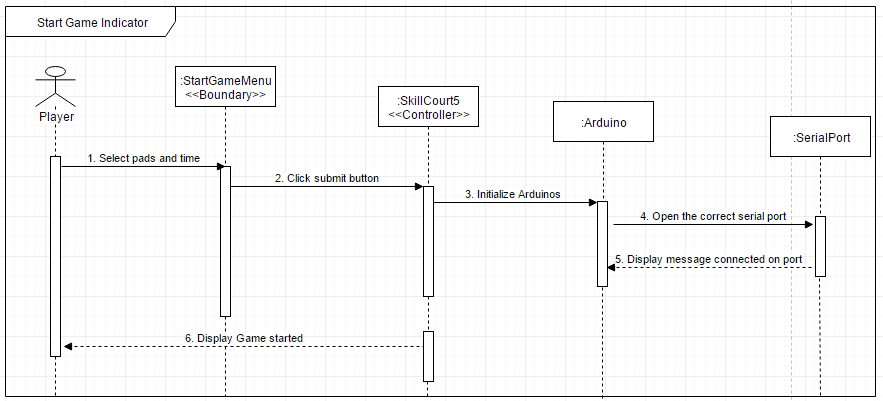 Start Game Indicator
Player
:StartGameMenu
<<Boundary>>
:SkillCourt5
<<Controller>>
:Arduino
:SerialPort
1. Select pads and time
2. Click submit button
3. Initialize Arduinos
4. Open the correct serial port
5. Display message connected on port
6. Display Game started